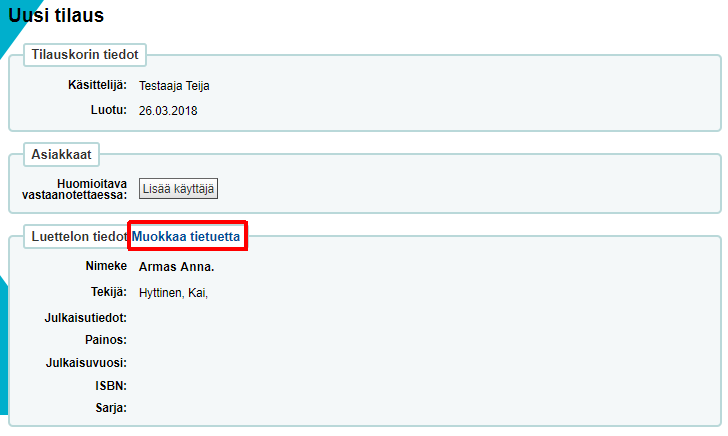 Uusi tilaus
Tilauskorin tiedot
Käsittelijä: Testaaja Teija
Luotu: 26.03.2018
Asiakkaat
Huomioitava
vastaanotettaessa: Lisää käyttäjä
Luettelon tiedot Muokkaa tietuetta
Nimeke Armas Anna.
Tekijä: Hyttinen, Kai,
Julkaisutiedot:
Painos:
Julkaisuvuosi:
ISBN:
Sarja: